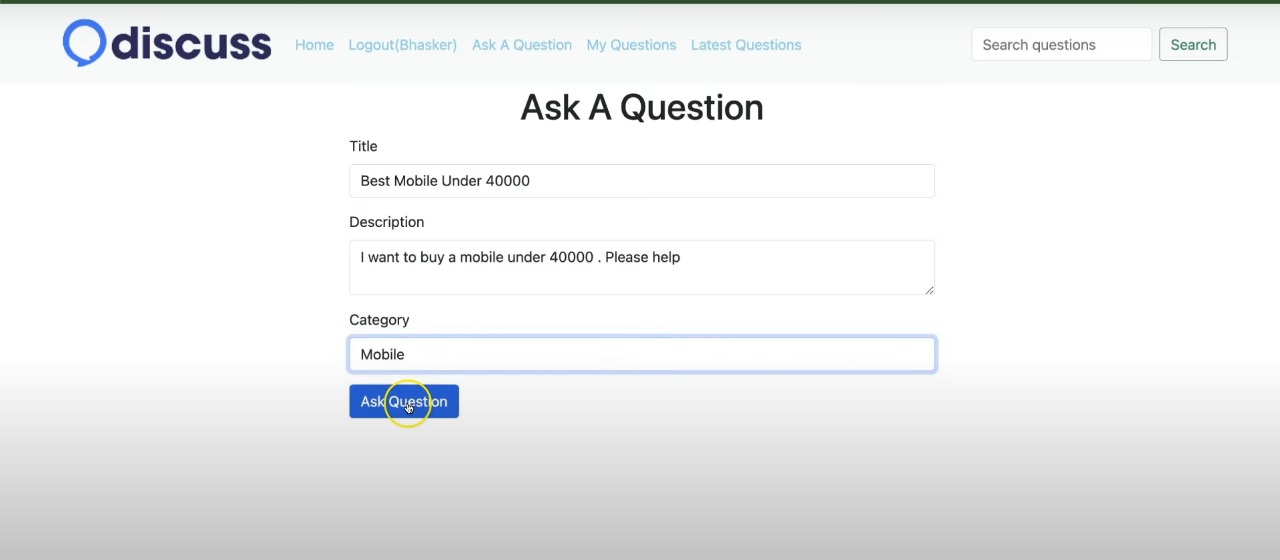 discuss
Home Logout(Bhasker) Ask A Question My Questions Latest Questions Search questions Search
Ask A Question
Title
Best Mobile Under 40000
Description
I want to buy a mobile under 40000 . Please help
Category
Mobile
Ask Question